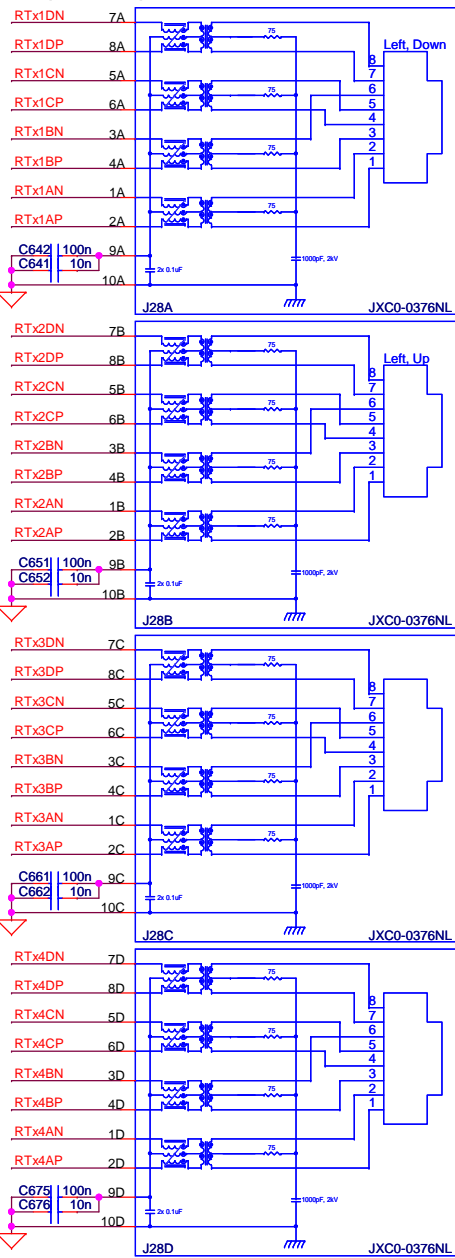 RTx1DN 7A
75
Left, Down
RTx1DP 8A
8
7
RTx1CN 5A
75
6
RTx1CP 6A
5
4
RTx1BN 3A
75
3
RTx1BP 4A
2
1
RTx1AN 1A
75
RTx1AP 2A
C642 100n 9A
C641 10n
2x 0.1uF
1000pF, 2kV
10A
J28A JXC0-0376NL
RTx2DN 7B
75
Left, Up
RTx2DP 8B
8
7
RTx2CN 5B
75
6
RTx2CP 6B
5
4
RTx2BN 3B
75
3
RTx2BP 4B
2
1
RTx2AN 1B
75
RTx2AP 2B
C651 100n 9B
C652 10n
2x 0.1uF
1000pF, 2kV
10B
J28B JXC0-0376NL
RTx3DN 7C
75
RTx3DP 8C
8
7
RTx3CN 5C
75
6
RTx3CP 6C
5
4
RTx3BN 3C
75
3
RTx3BP 4C
2
1
RTx3AN 1C
75
RTx3AP 2C
C661 100n 9C
C662 10n
2x 0.1uF
1000pF, 2kV
10C
J28C JXC0-0376NL
RTx4DN 7D
75
RTx4DP 8D
8
7
RTx4CN 5D
75
6
RTx4CP 6D
5
4
RTx4BN 3D
75
3
RTx4BP 4D
2
1
RTx4AN 1D
75
RTx4AP 2D
C675 100n 9D
C676 10n
2x 0.1uF
1000pF, 2kV
10D
J28D JXC0-0376NL